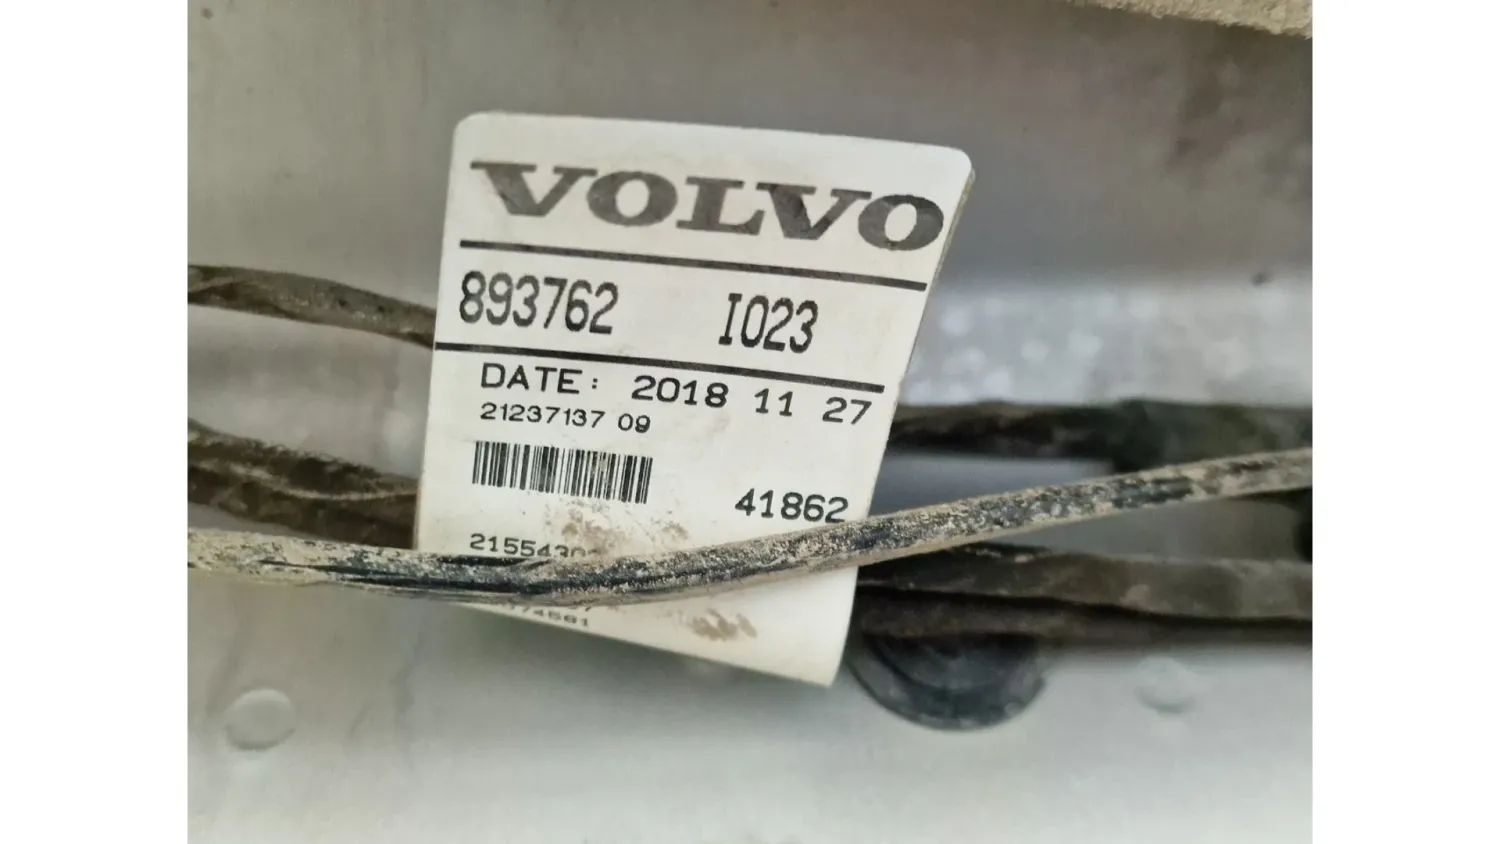 VOLVO
893762 I023
DATE: 2018 11 27
21237137 09
41862